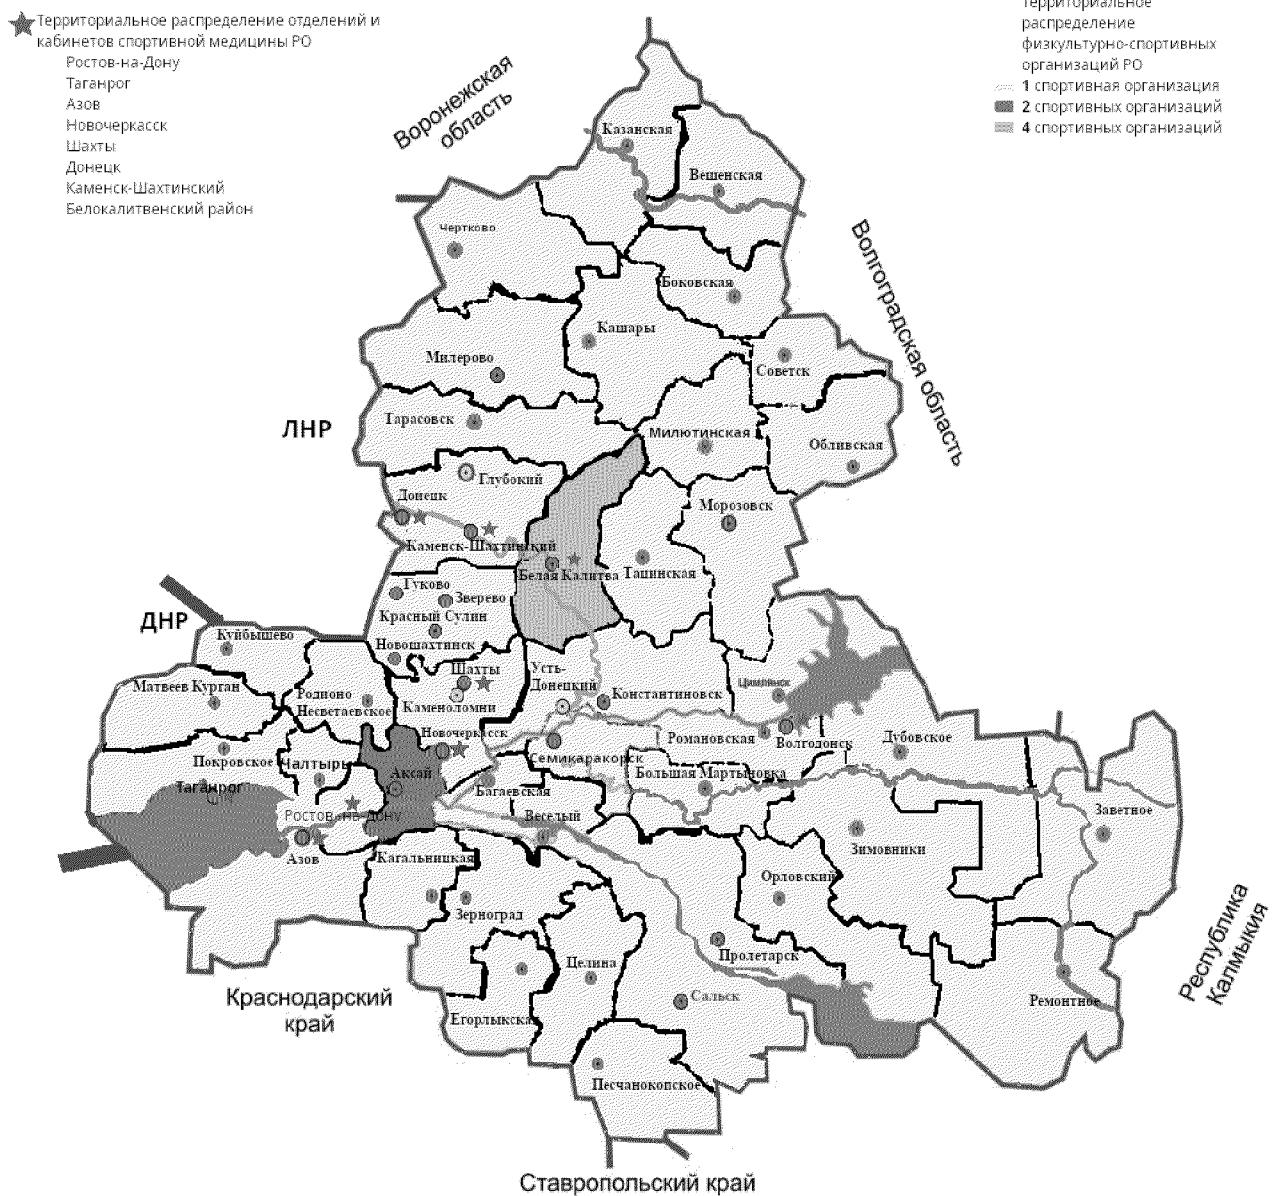 Территориальное распределение отделений и
кабинетов спортивной медицины РО
Ростов-на-Дону
Таганрог
Азов
Новочеркасск
Шахты
Донецк
Каменск-Шахтинский
Белокалитвенский район
Территориальное
распределение
физкультурно-спортивных
организаций РО
1 спортивная организация
2 спортивных организаций
4 спортивных организаций
Воронежская
область
Волгоградская область
Казанская
Вешенская
Чертково
Боковская
Кашары
Милерово
Советск
Тарасовск
ЛНР
Милютинская
Обливская
Глубокий
Донецк
Морозовск
Каменск-Шахтинский
Белая Калитва
Тацинская
Гуково
Зверево
Красный Сулин
ДНР
Куйбышево
Новошахтинск
Шахты
Усть-
Донецкий
Матвеев Курган
Родионо
Несветаевское
Каменоломни
Константиновск
Цимлянск
Новочеркасск
Романовская
Волгодонск
Дубовское
Покровское
Чалтырь
Семикаракорск
Аксай
Большая Мартыновка
Таганрог
Багаевская
Ростов-на-Дону
Веселый
Заветное
Азов
Кагальницкая
Зимовники
Орловский
Зерноград
Республика
Калмыкия
Пролетарск
Целина
Краснодарский
край
Сальск
Ремонтное
Егорлыкска
Песчанокопское
Ставропольский край